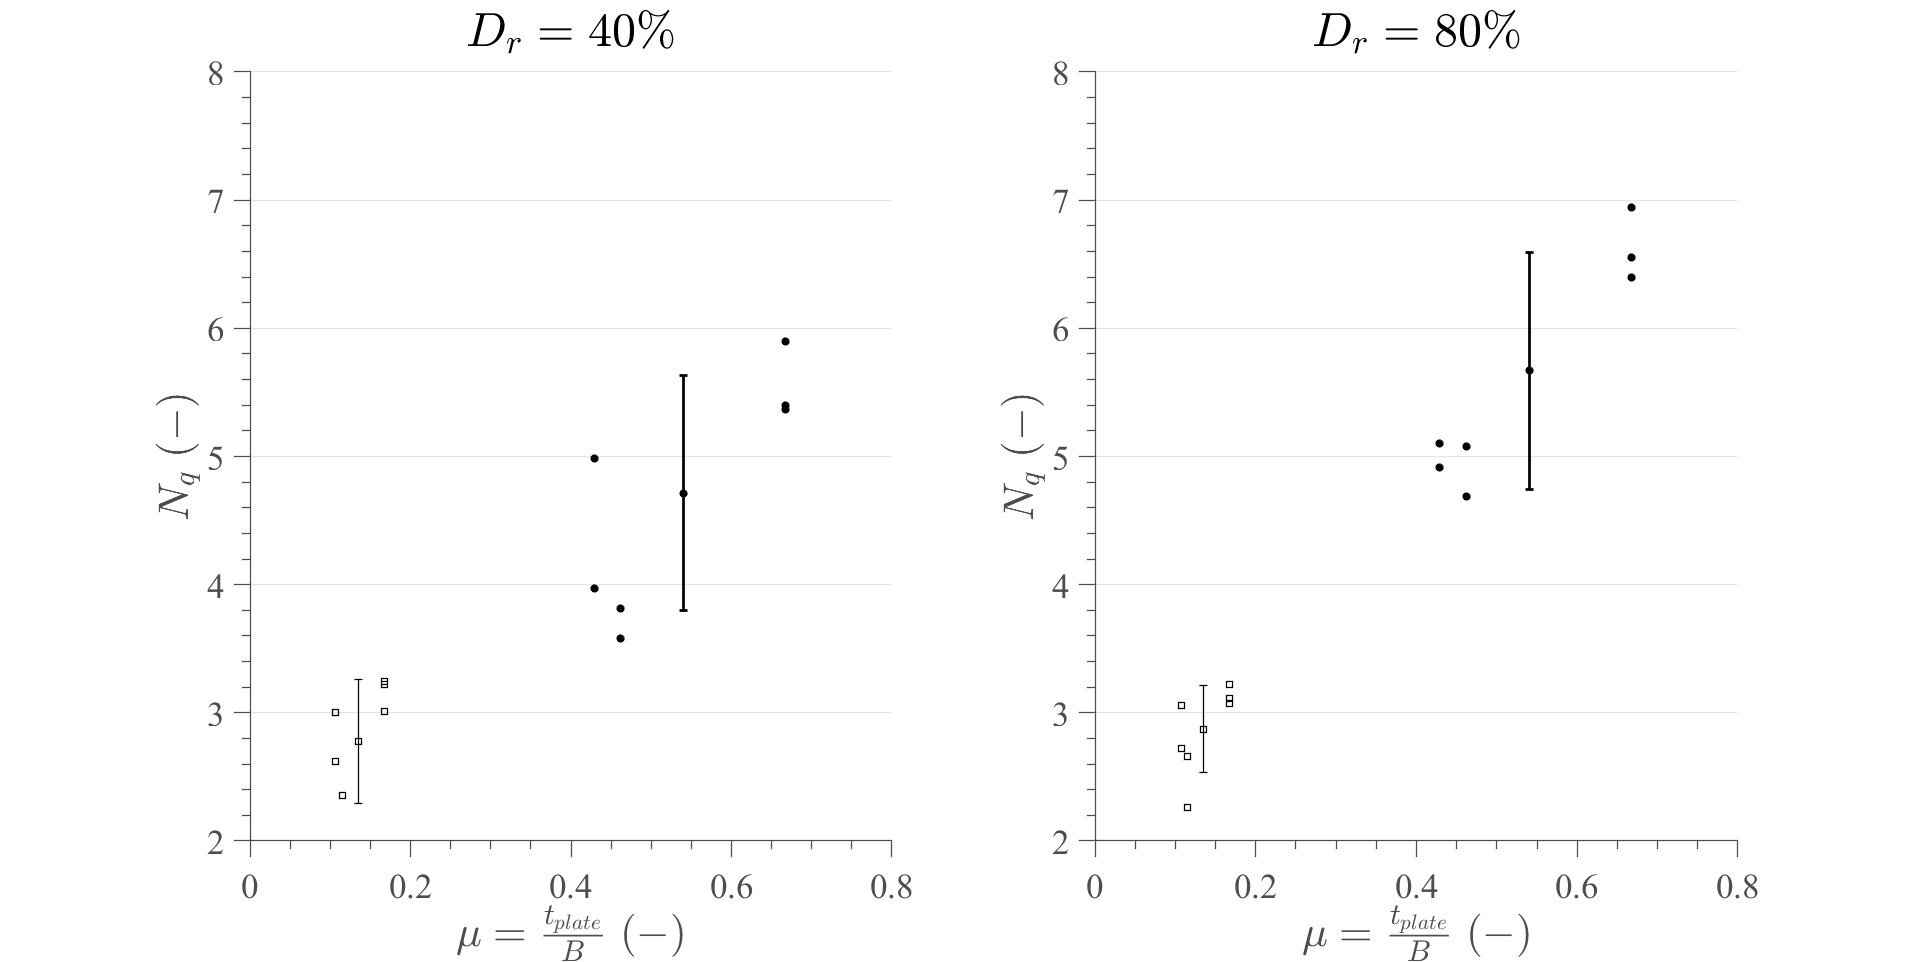 D_r = 40%
8
7
6
5
4
3
2
N_q (−)
0 0.2 0.4 0.6 0.8
μ = t_plate/B (−)
D_r = 80%
8
7
6
5
4
3
2
N_q (−)
0 0.2 0.4 0.6 0.8
μ = t_plate/B (−)